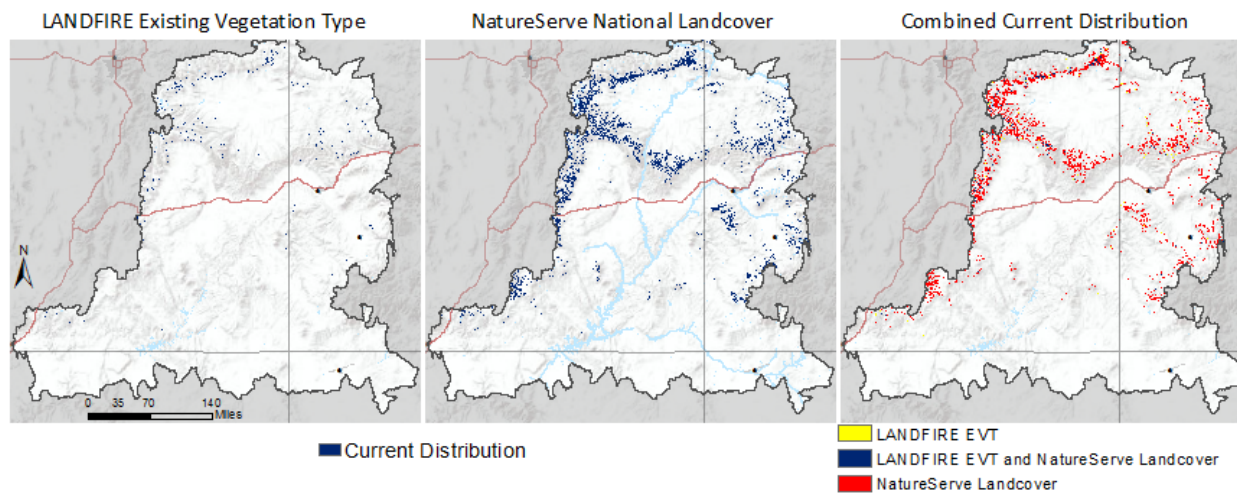 LANDFIRE Existing Vegetation Type
NatureServe National Landcover
Combined Current Distribution
N
0 35 70 140
Miles
Current Distribution
LANDFIRE EVT
LANDFIRE EVT and NatureServe Landcover
NatureServe Landcover